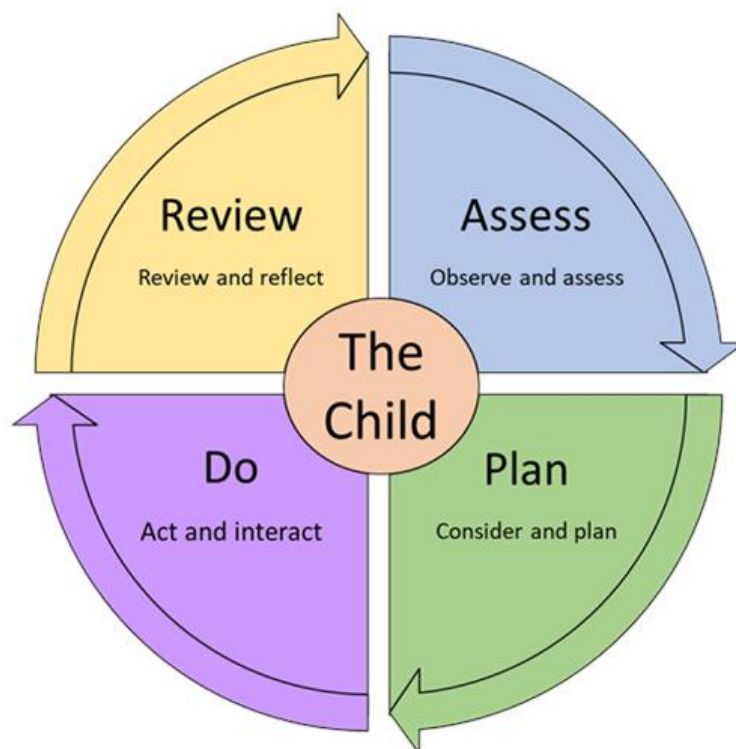 Review
Review and reflect
Assess
Observe and assess
The
Child
Do
Act and interact
Plan
Consider and plan